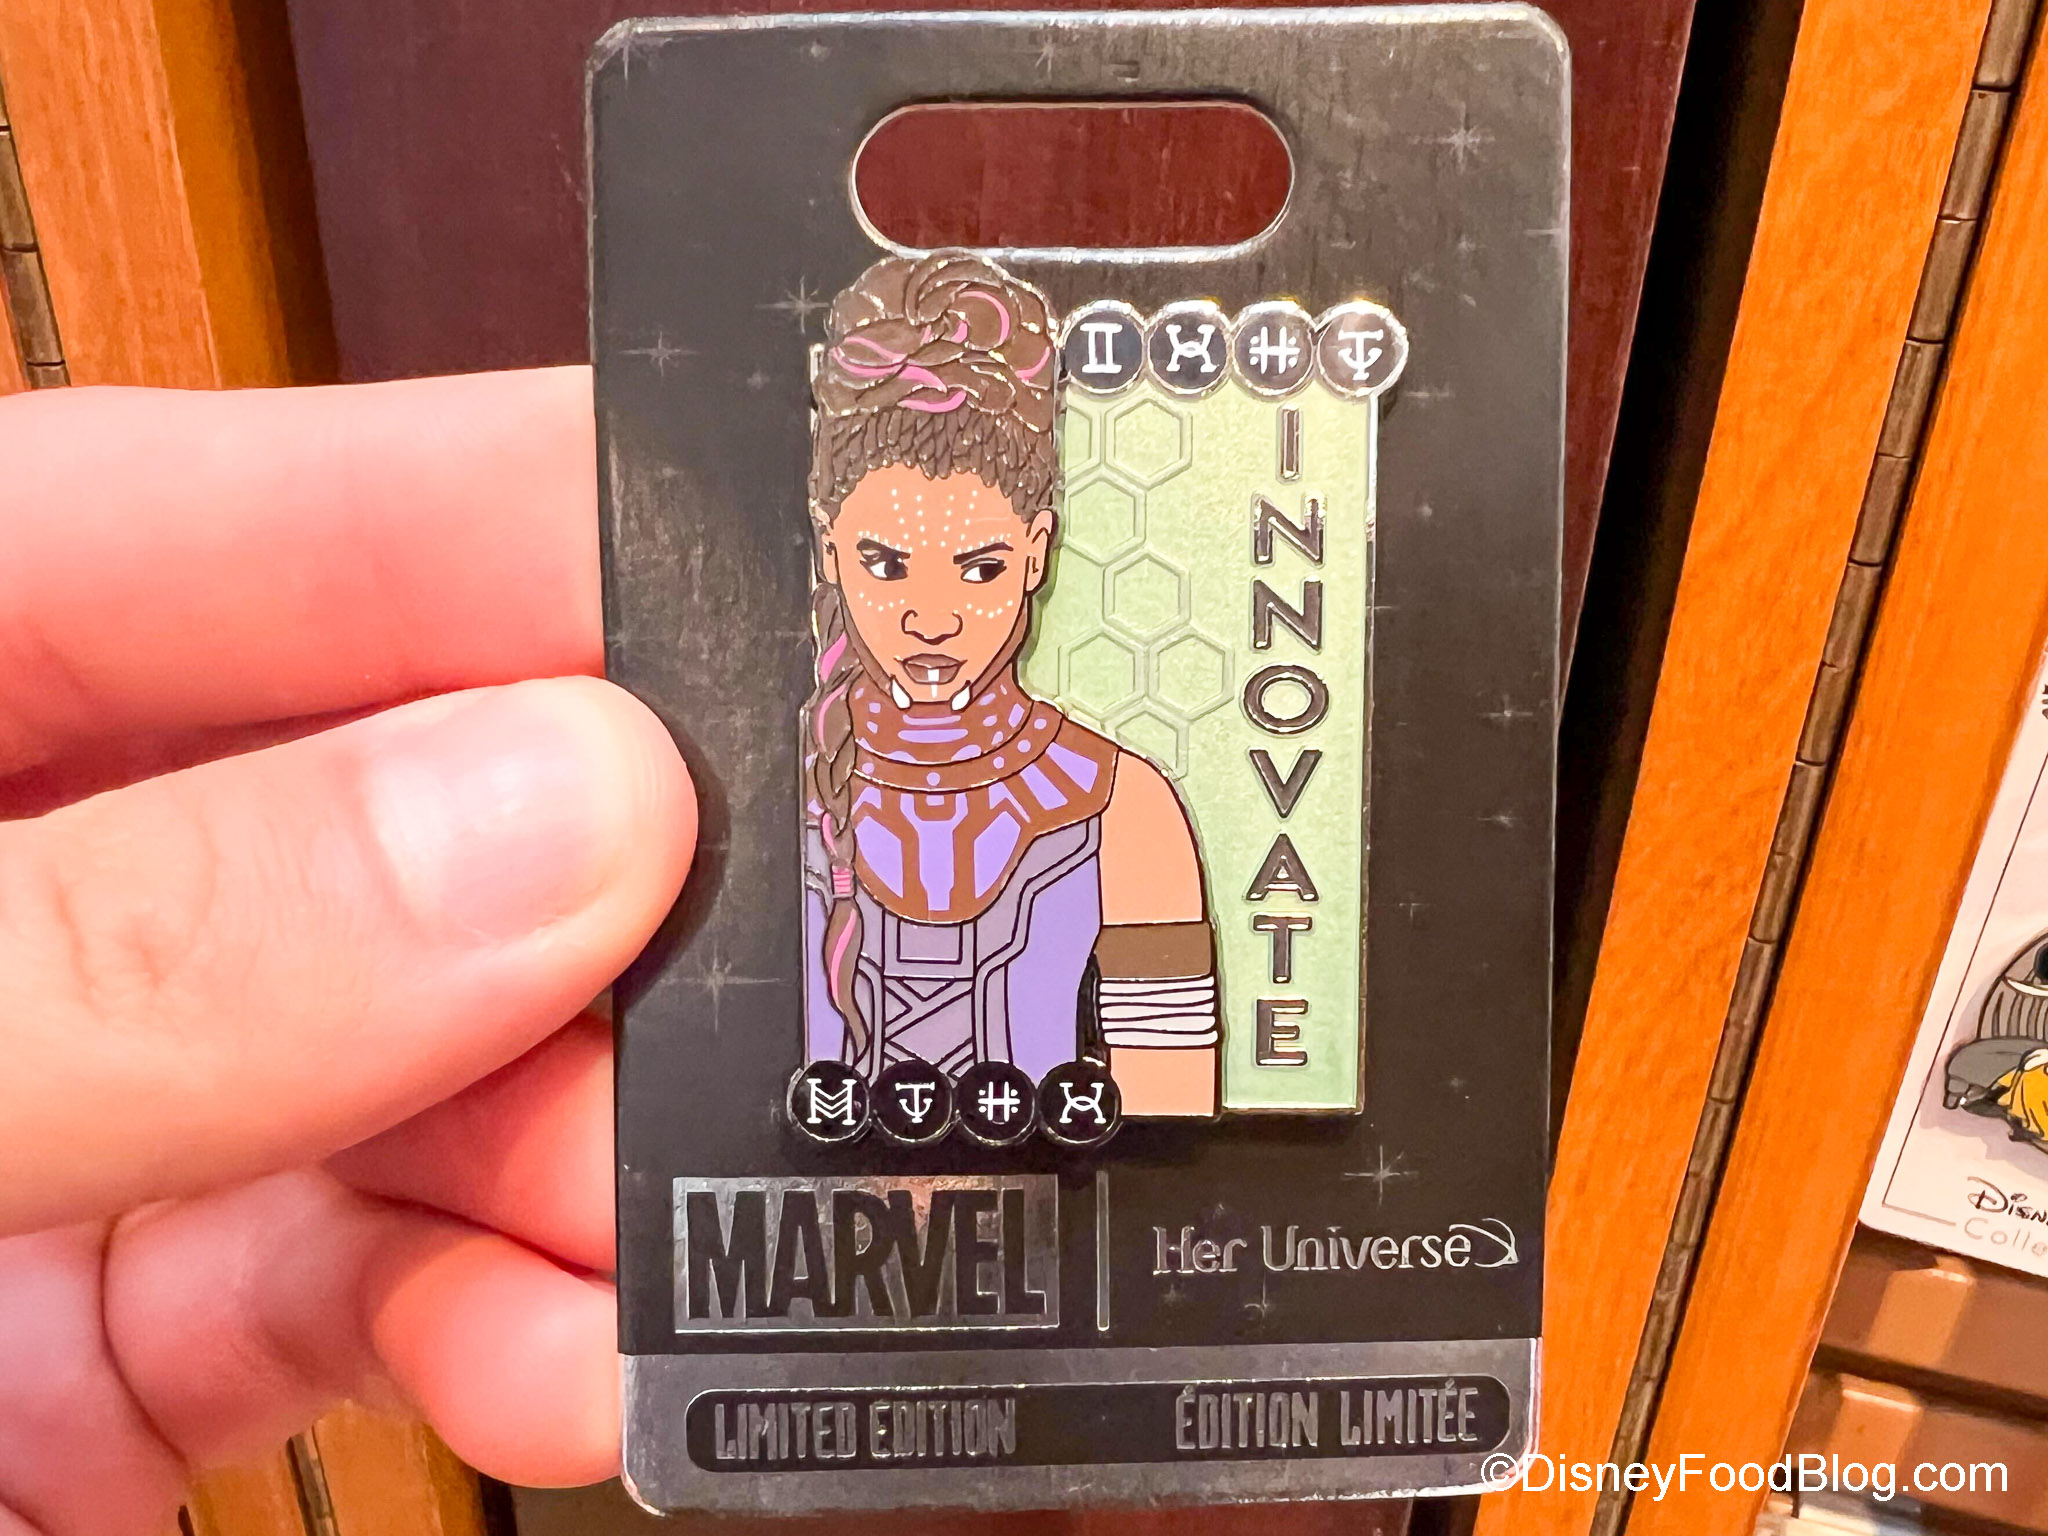 INNOVATE
MARVEL
Her Universe
LIMITED EDITION
ÉDITION LIMITÉE
©DisneyFoodBlog.com